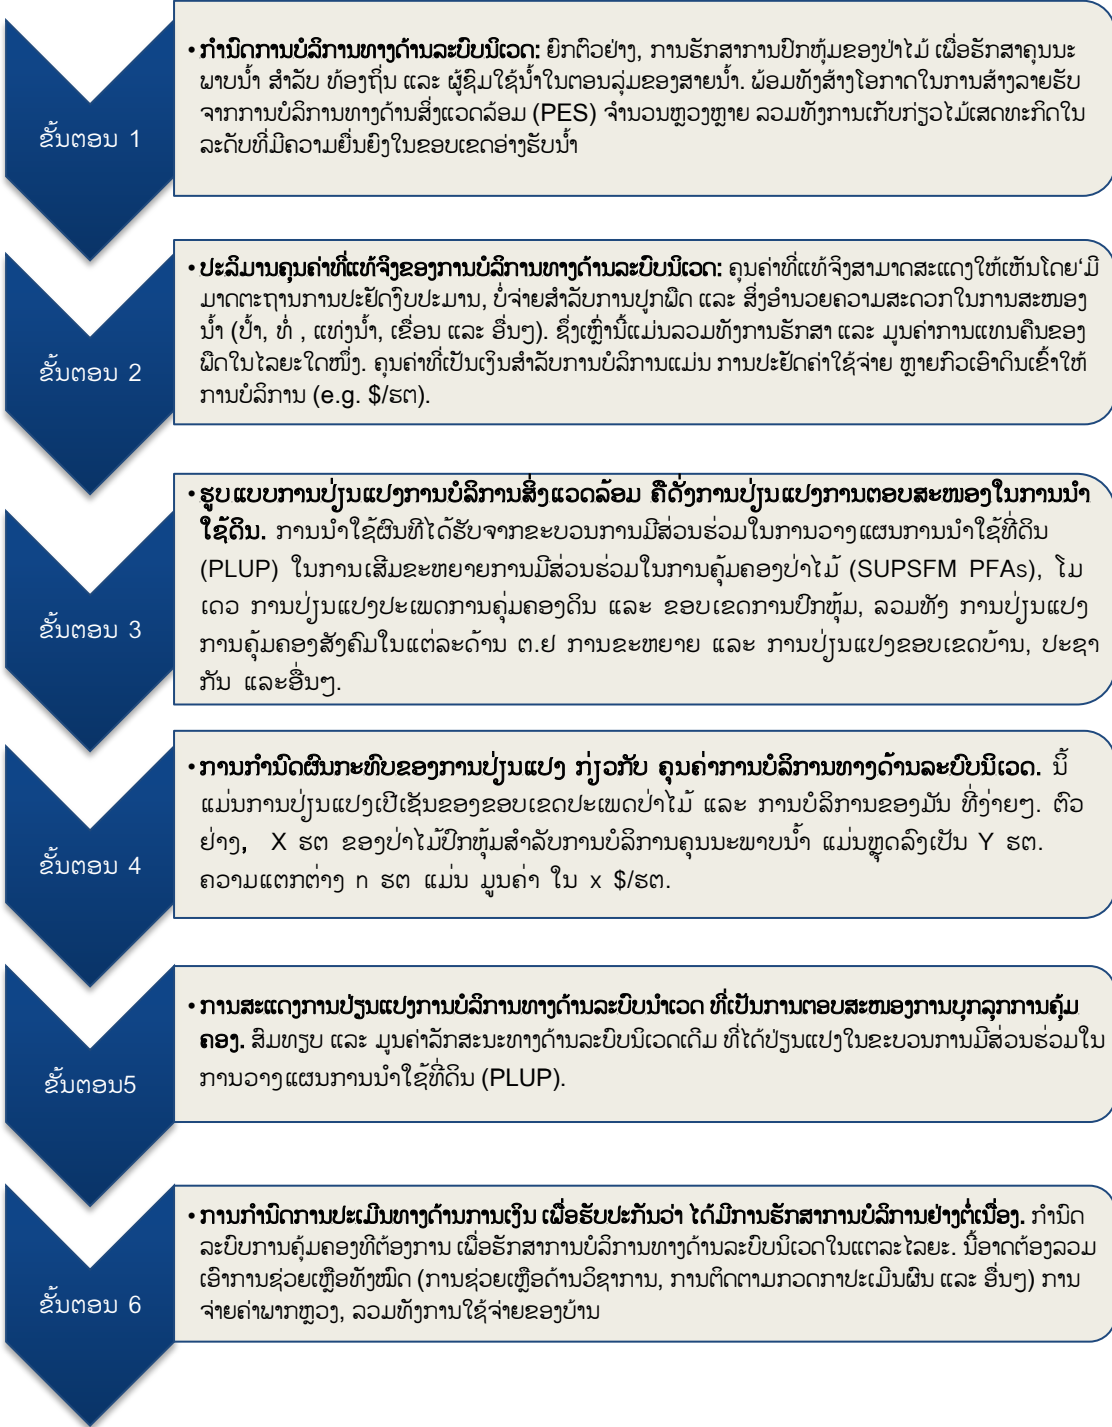 ຂັ້ນຕອນ 1
• ກຳນົດການບໍລິການທາງດ້ານລະບົບນິເວດ: ຍົກຕົວຢ່າງ, ການຮັກສາການປົກຫຸ້ມຂອງປ່າໄມ້ ເພື່ອຮັກສາຄຸນນະ
ພາບນ້ຳ ສຳລັບ ທ້ອງຖິ່ນ ແລະ ຜູ້ຊົມໃຊ້ນ້ຳໃນຕອນລຸ່ມຂອງສາຍນ້ຳ. ພ້ອມທັງສ້າງໂອກາດໃນການສ້າງລາຍຮັບ
ຈາກການບໍລິການທາງດ້ານສິ່ງແວດລ້ອມ (PES) ຈຳນວນຫຼວງຫຼາຍ ລວມທັງການເກັບກ່ຽວໄມ້ເສດທະກິດໃນ
ລະດັບທີ່ມີຄວາມຍືນຍົງໃນຂອບເຂດອ່າງຮັບນ້ຳ
ຂັ້ນຕອນ 2
• ປະລິມານຄຸນຄ່າທີ່ແທ້ຈິງຂອງການບໍລິການທາງດ້ານລະບົບນິເວດ: ຄຸນຄ່າທີ່ແທ້ຈິງສາມາດສະແດງໃຫ້ເຫັນໂດຍ‘ມີ
ມາດຕະຖານການປະຢັດງົບປະມານ, ບໍ່ຈ່າຍສຳລັບການປູກພືດ ແລະ ສິ່ງອຳນວຍຄວາມສະດວກໃນການສະໜອງ
ນ້ຳ (ປ້ຳ, ທໍ່ , ແທ່ງນ້ຳ, ເຂື່ອນ ແລະ ອື່ນໆ). ຊຶ່ງເຫຼົ່ານີ້ແມ່ນລວມທັງການຮັກສາ ແລະ ມູນຄ່າການແທນຄືນຂອງ
ພືດໃນໄລຍະໃດໜຶ່ງ. ຄຸນຄ່າທີ່ເປັນເງິນສຳລັບການບໍລິການແມ່ນ ການປະຢັດຄ່າໃຊ້ຈ່າຍ ຫຼາຍກົວເອົາດິນເຂົ້າໃຫ້
ການບໍລິການ (e.g. $/ຮຕ).
ຂັ້ນຕອນ 3
• ຮູບແບບການປ່ຽນແປງການບໍລິການສິ່ງແວດລ້ອມ ຄືດັ່ງການປ່ຽນແປງການຕອບສະໜອງໃນການນຳ
ໃຊ້ດິນ. ການນຳໃຊ້ຜົນທີໄດ້ຮັບຈາກຂະບວນການມີສ່ວນຮ່ວມໃນການວາງແຜນການນຳໃຊ້ທີ່ດິນ
(PLUP) ໃນການເສີມຂະຫຍາຍການມີສ່ວນຮ່ວມໃນການຄຸ້ມຄອງປ່າໄມ້ (SUPSFM PFAs), ໂມ
ເດວ ການປ່ຽນແປງປະເພດການຄຸ່ມຄອງດິນ ແລະ ຂອບເຂດການປົກຫຸ້ມ, ລວມທັງ ການປ່ຽນແປງ
ການຄຸ້ມຄອງສັງຄົມໃນແຕ່ລະດ້ານ ຕ.ຢ ການຂະຫຍາຍ ແລະ ການປ່ຽນແປງຂອບເຂດບ້ານ, ປະຊາ
ກັນ ແລະອື່ນໆ.
ຂັ້ນຕອນ 4
• ການກຳນົດຜົນກະທົບຂອງການປ່ຽນແປງ ກ່ຽວກັບ ຄຸນຄ່າການບໍລິການທາງດ້ານລະບົບນິເວດ. ນີ້
ແມ່ນການປ່ຽນແປງເປີເຊັນຂອງຂອບເຂດປະເພດປ່າໄມ້ ແລະ ການບໍລິການຂອງມັນ ທີ່ງ່າຍໆ. ຕົວ
ຢ່າງ, X ຮຕ ຂອງປ່າໄມ້ປົກຫຸ້ມສຳລັບການບໍລິການຄຸນນະພາບນ້ຳ ແມ່ນຫຼຸດລົງເປັນ Y ຮຕ.
ຄວາມແຕກຕ່າງ n ຮຕ ແມ່ນ ມູນຄ່າ ໃນ x $/ຮຕ.
ຂັ້ນຕອນ5
• ການສະແດງການປ່ຽນແປງການບໍລິການທາງດ້ານລະບົບນຳເວດ ທີ່ເປັນການຕອບສະໜອງການບຸກລຸກການຄຸ້ມ
ຄອງ. ສົມທຽບ ແລະ ມູນຄ່າລັກສະນະທາງດ້ານລະບົບນິເວດເດີມ ທີ່ໄດ້ປ່ຽນແປງໃນຂະບວນການມີສ່ວນຮ່ວມໃນ
ການວາງແຜນການນຳໃຊ້ທີ່ດິນ (PLUP).
ຂັ້ນຕອນ 6
• ການກຳນົດການປະເມີນທາງດ້ານການເງິນ ເພື່ອຮັບປະກັນວ່າ ໄດ້ມີການຮັກສາການບໍລິການຢ່າງຕໍ່ເນື່ອງ. ກຳນົດ
ລະບົບການຄຸ້ມຄອງທີຕ້ອງການ ເພື່ອຮັກສາການບໍລິການທາງດ້ານລະບົບນິເວດໃນແຕລະໄລຍະ. ນີ້ອາດຕ້ອງລວມ
ເອົາການຊ່ວຍເຫຼືອທັງໝົດ (ການຊ່ວຍເຫຼືອດ້ານວິຊາການ, ການຕິດຕາມກວດກາປະເມີນຜົນ ແລະ ອື່ນໆ) ການ
ຈ່າຍຄ່າພາກຫຼວງ, ລວມທັງການໃຊ້ຈ່າຍຂອງບ້ານ